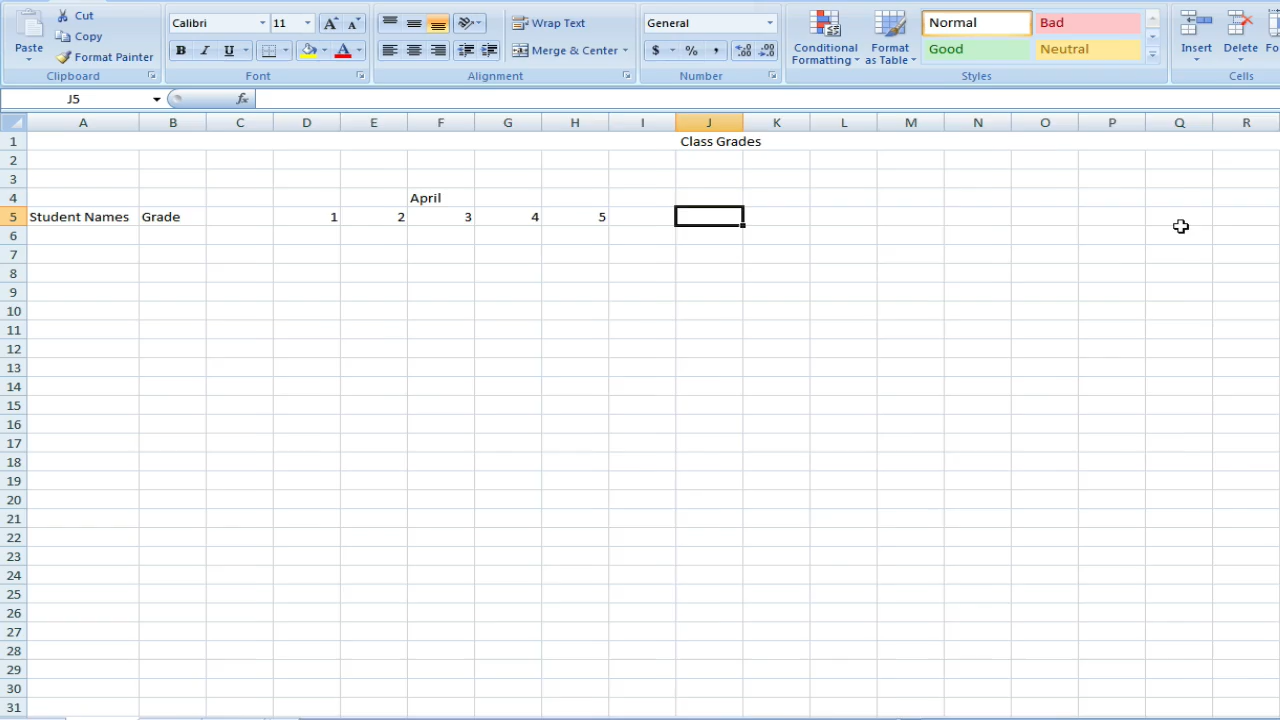 Cut
Copy
Format Painter
Paste
Clipboard
Calibri 11
B I U A
Font
Wrap Text
Merge & Center
Alignment
General
$ % ,
Number
Conditional Formatting
Format as Table
Normal Bad
Good Neutral
Styles
Insert Delete
Cells
J5 fx
A B C D E F G H I J K L M N O P Q R
1 Class Grades
2
3
4 April
5 Student Names Grade 1 2 3 4 5
6
7
8
9
10
11
12
13
14
15
16
17
18
19
20
21
22
23
24
25
26
27
28
29
30
31